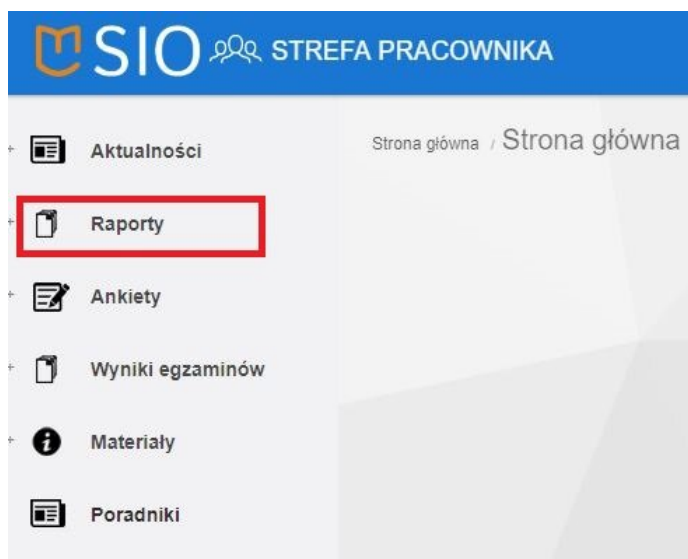 SIO STREFA PRACOWNIKA
Strona główna / Strona główna
Aktualności
Raporty
Ankiety
Wyniki egzaminów
Materiały
Poradniki